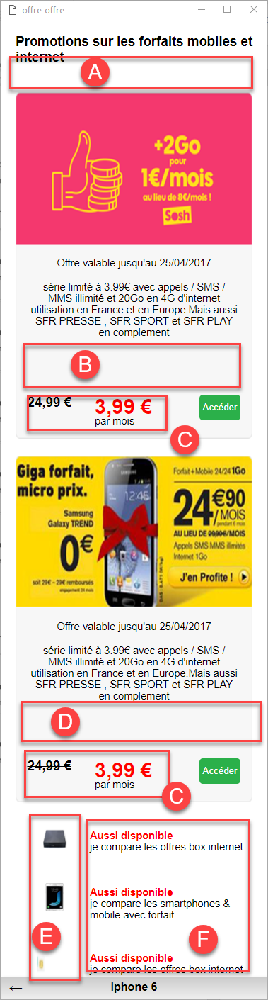 offre offre
Promotions sur les forfaits mobiles et
internet
A
+2Go
pour
1€/mois
au lieu de 8€/mois !
Sosh
Offre valable jusqu'au 25/04/2017
série limité à 3.99€ avec appels / SMS /
MMS illimité et 20Go en 4G d'internet
utilisation en France et en Europe.Mais aussi
SFR PRESSE , SFR SPORT et SFR PLAY
en complement
B
24,99 € 3,99 € Accéder
par mois
C
Giga forfait,
micro prix.
Samsung
Galaxy TREND
0€
soit 29€ - 29€ remboursés
engagement 24 mois
12:45
Forfait+Mobile 24/24 1Go
24€90
/MOIS
pendant 6 mois
AU LIEU DE 29,90€/MOIS
Appels SMS MMS illimités
Internet 1Go
J'en Profite !
Offre valable jusqu'au 25/04/2017
série limité à 3.99€ avec appels / SMS /
MMS illimité et 20Go en 4G d'internet
utilisation en France et en Europe.Mais aussi
SFR PRESSE , SFR SPORT et SFR PLAY
en complement
D
24,99 € 3,99 € Accéder
par mois
C
Aussi disponible
je compare les offres box internet
Aussi disponible
je compare les smartphones &
mobile avec forfait
E
F
Aussi disponible
je compare les offres box internet
← Iphone 6